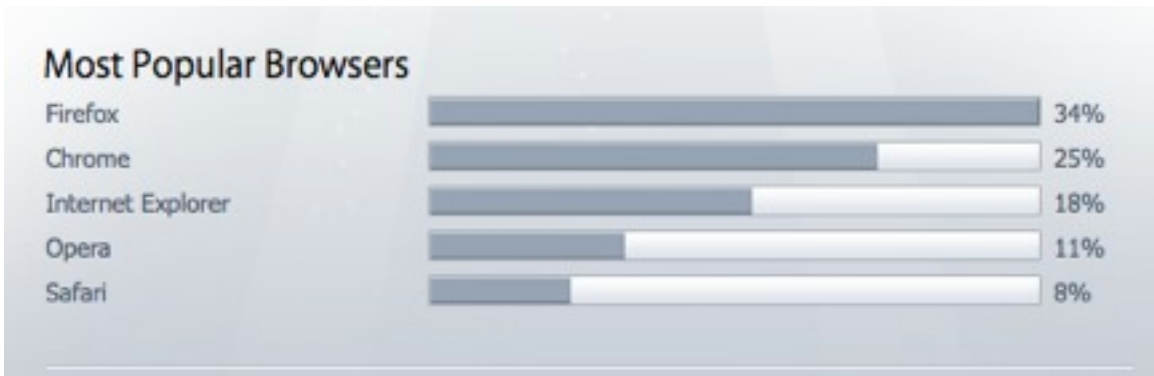 Most Popular Browsers
Firefox 34%
Chrome 25%
Internet Explorer 18%
Opera 11%
Safari 8%